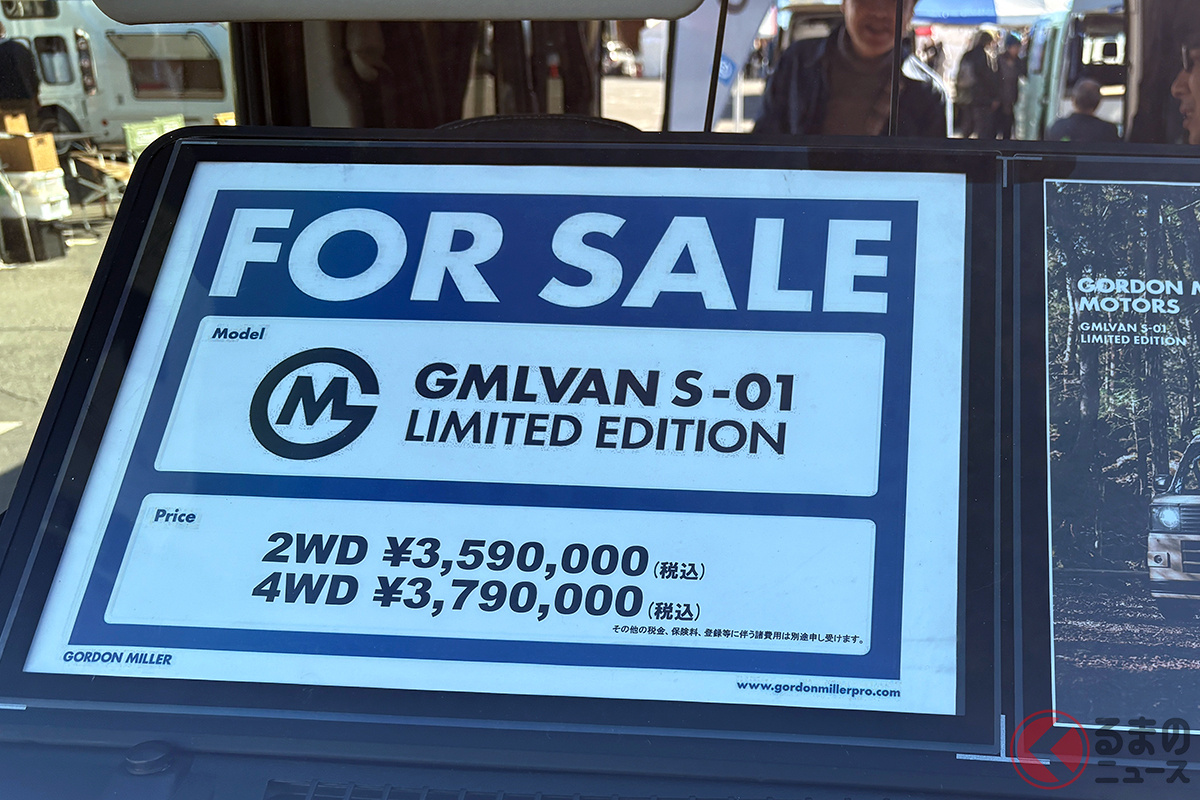 FOR SALE
Model
GM
GMLVAN S-01
LIMITED EDITION
Price
2WD ¥3,590,000(税込)
4WD ¥3,790,000(税込)
その他の税金、保険料、登録等に伴う諸費用は別途申し受けます。
GORDON MILLER
www.gordonmillerpro.com
GORDON M
MOTORS
GMLVAN S-01
LIMITED EDITION
くるまの
ニュース